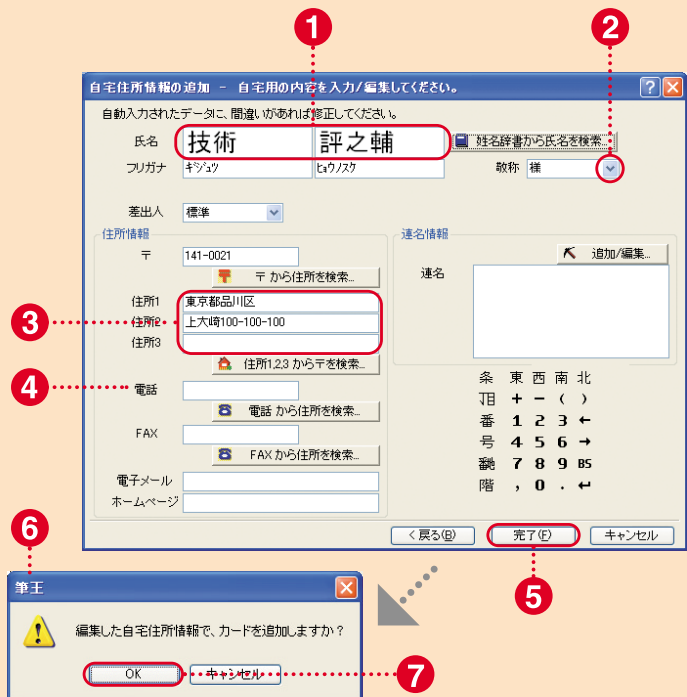 1
2
自宅住所情報の追加 - 自宅用の内容を入力/編集してください。
自動入力されたデータに、間違いがあれば修正してください。
氏名 技術 評之輔 姓名辞書から氏名を検索...
フリガナ ｷｼﾞｭﾂ ﾋｮｳﾉｽｹ 敬称 様
差出人 標準
住所情報
〒 141-0021
〒 から住所を検索...
3
住所1 東京都品川区
住所2 上大崎100-100-100
住所3
住所1,2,3 から〒を検索...
4
電話
電話 から住所を検索...
FAX
FAX から住所を検索...
電子メール
ホームページ
連名情報
追加/編集...
連名
条 東 西 南 北
町 + - ( )
番 1 2 3 ←
号 4 5 6 →
7 8 9 BS
階 , 0 . ↵
< 戻る(B) 完了(F) キャンセル
5
6
筆王
編集した自宅住所情報で、カードを追加しますか？
OK キャンセル
7